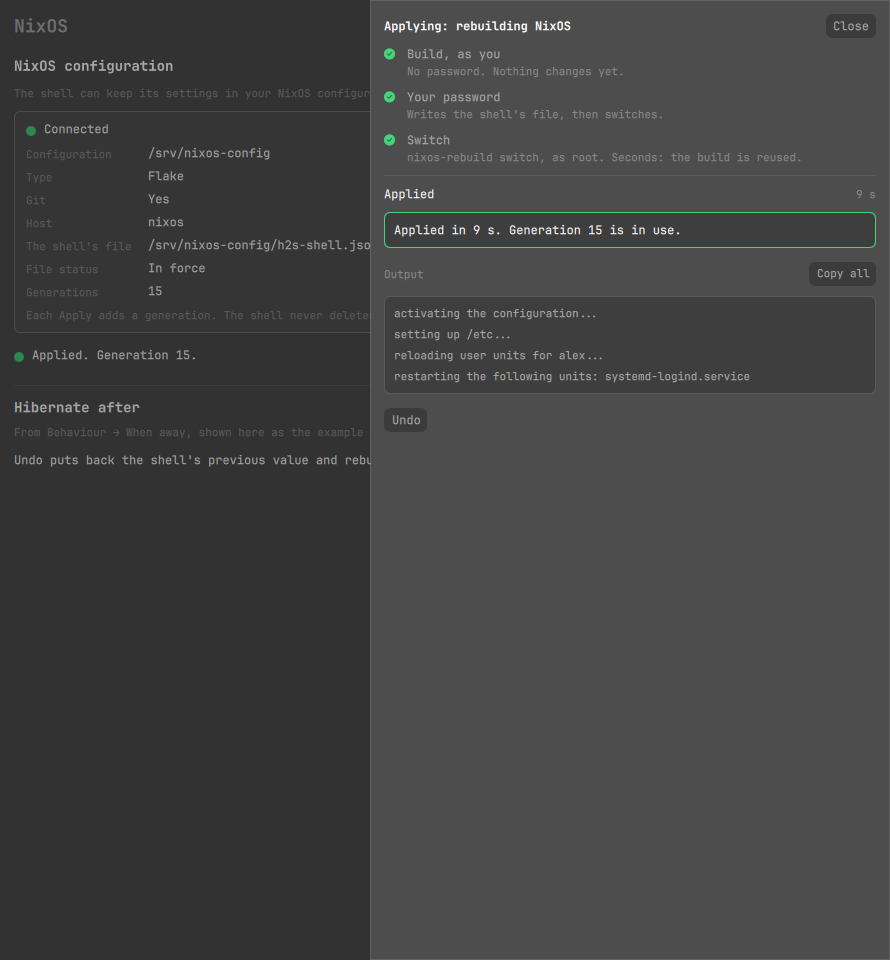 NixOS
NixOS configuration
The shell can keep its settings in your NixOS configur
Connected
Configuration /srv/nixos-config
Type Flake
Git Yes
Host nixos
The shell's file /srv/nixos-config/h2s-shell.jso
File status In force
Generations 15
Each Apply adds a generation. The shell never delete
Applied. Generation 15.
Hibernate after
From Behaviour → When away, shown here as the example
Undo puts back the shell's previous value and rebu
Applying: rebuilding NixOS
Close
Build, as you
No password. Nothing changes yet.
Your password
Writes the shell's file, then switches.
Switch
nixos-rebuild switch, as root. Seconds: the build is reused.
Applied 9 s
Applied in 9 s. Generation 15 is in use.
Output
Copy all
activating the configuration...
setting up /etc...
reloading user units for alex...
restarting the following units: systemd-logind.service
Undo